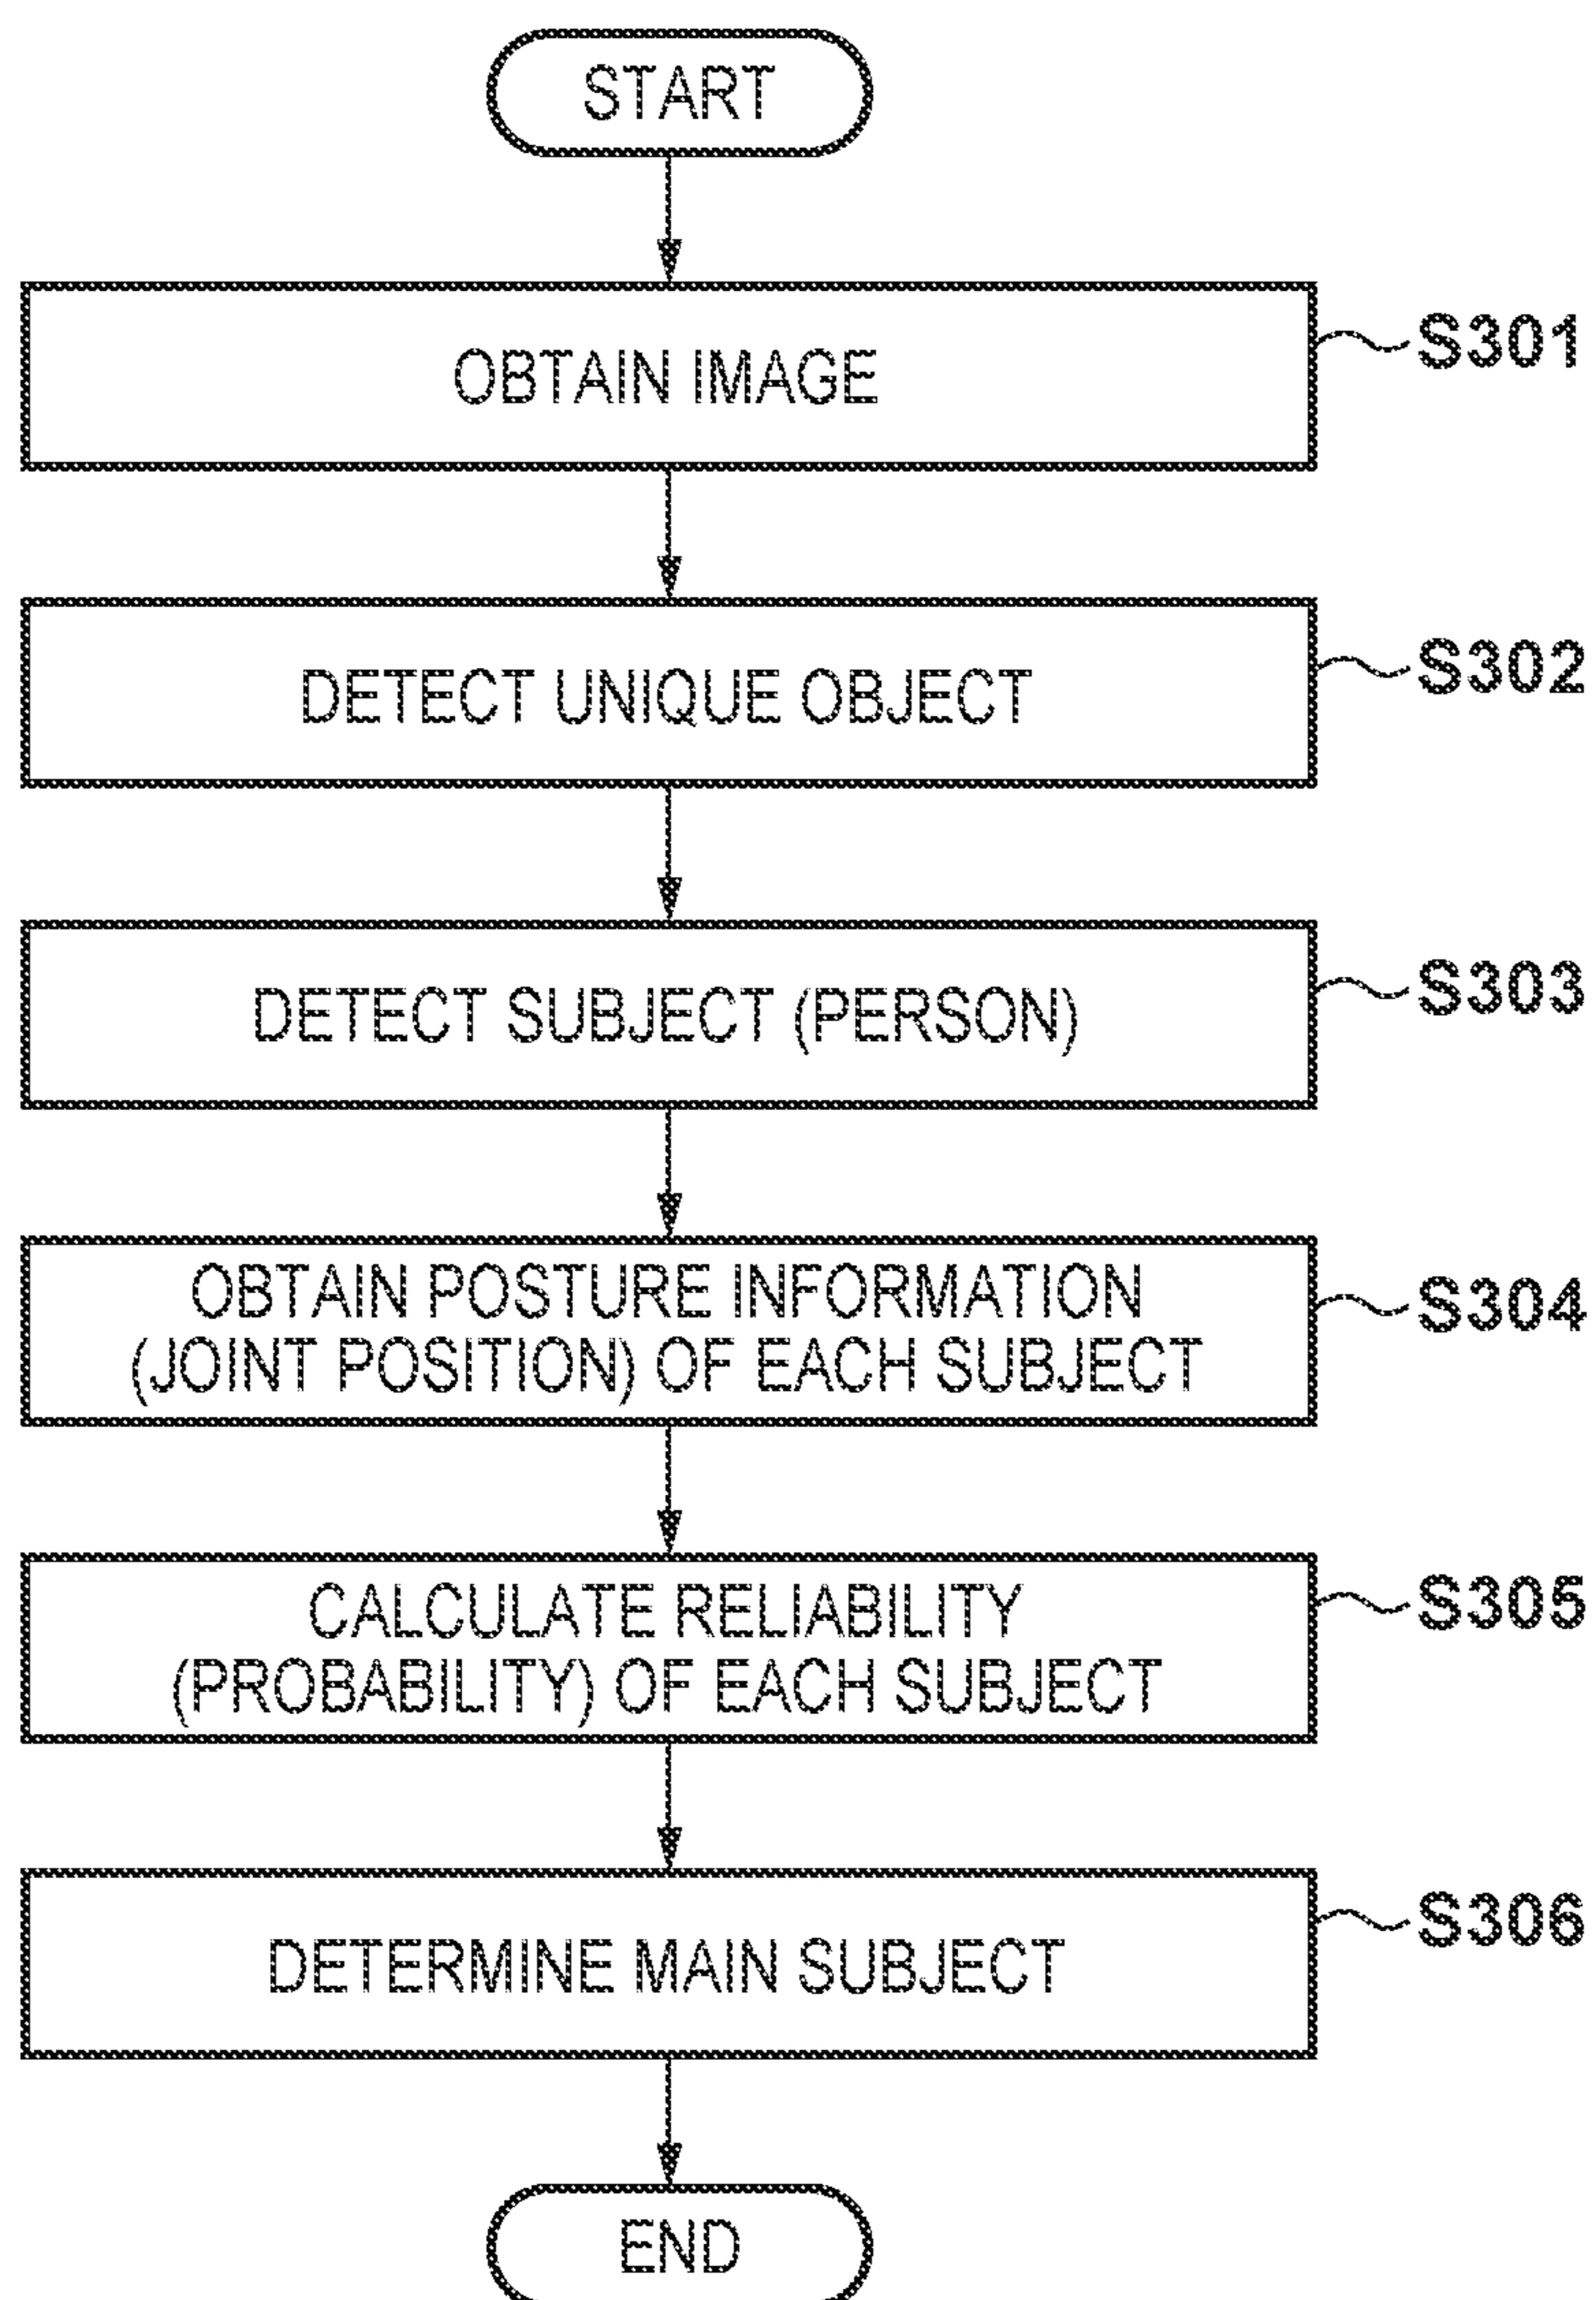 START
OBTAIN IMAGE
S301
DETECT UNIQUE OBJECT
S302
DETECT SUBJECT (PERSON)
S303
OBTAIN POSTURE INFORMATION
(JOINT POSITION) OF EACH SUBJECT
S304
CALCULATE RELIABILITY
(PROBABILITY) OF EACH SUBJECT
S305
DETERMINE MAIN SUBJECT
S306
END